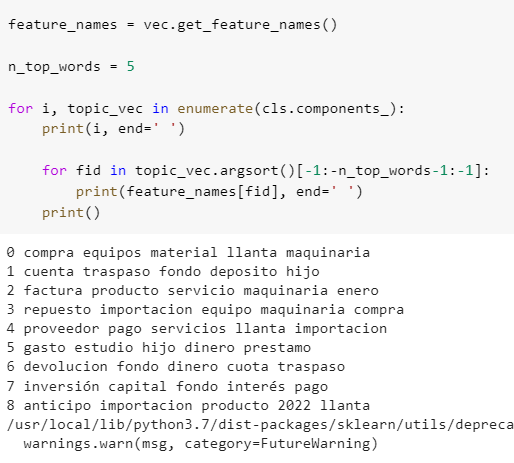 feature_names = vec.get_feature_names()
n_top_words = 5
for i, topic_vec in enumerate(cls.components_):
    print(i, end=' ')
    for fid in topic_vec.argsort()[-1:-n_top_words-1:-1]:
        print(feature_names[fid], end=' ')
    print()
0 compra equipos material llanta maquinaria
1 cuenta traspaso fondo deposito hijo
2 factura producto servicio maquinaria enero
3 repuesto importacion equipo maquinaria compra
4 proveedor pago servicios llanta importacion
5 gasto estudio hijo dinero prestamo
6 devolucion fondo dinero cuota traspaso
7 inversión capital fondo interés pago
8 anticipo importacion producto 2022 llanta
/usr/local/lib/python3.7/dist-packages/sklearn/utils/depreca
  warnings.warn(msg, category=FutureWarning)